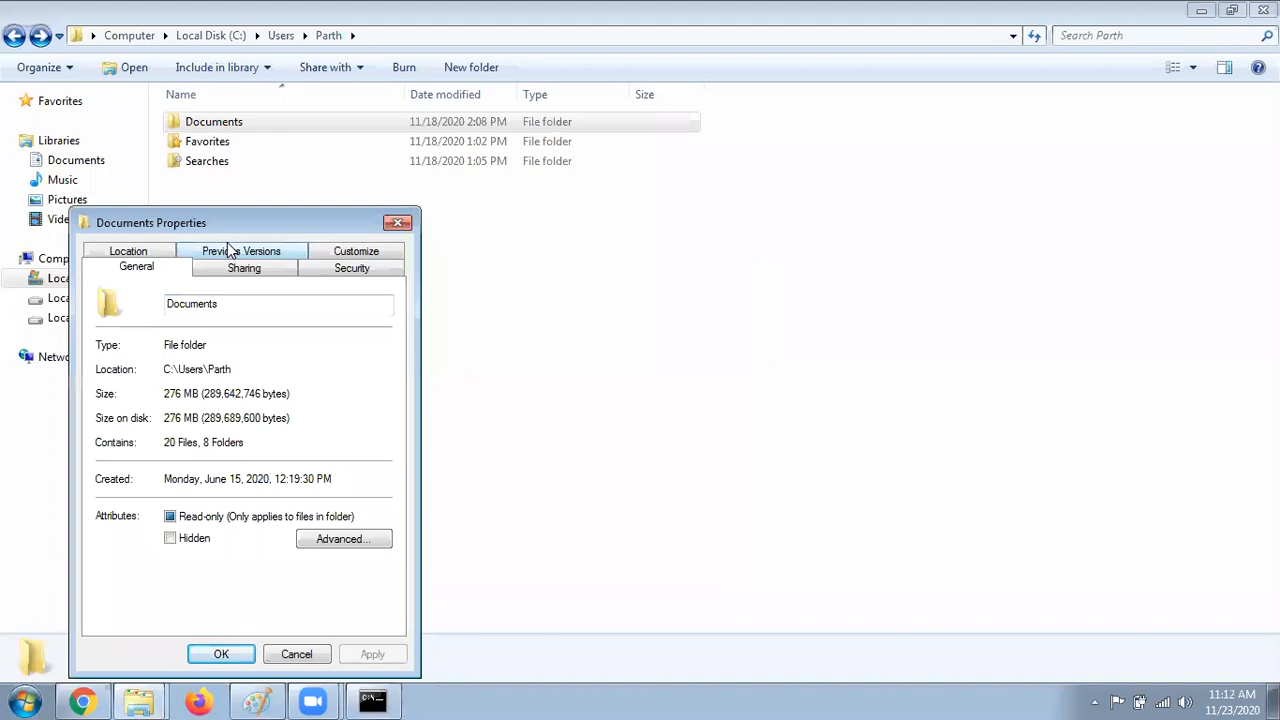 Computer Local Disk (C:) Users Parth
Search Parth
Organize Open Include in library Share with Burn New folder
Favorites
Libraries
Documents
Music
Pictures
Vide
Comp
Loca
Loca
Loca
Netwo
Name Date modified Type Size
Documents 11/18/2020 2:08 PM File folder
Favorites 11/18/2020 1:02 PM File folder
Searches 11/18/2020 1:05 PM File folder
Documents Properties
Location Previous Versions Customize
General Sharing Security
Documents
Type: File folder
Location: C:\Users\Parth
Size: 276 MB (289,642,746 bytes)
Size on disk: 276 MB (289,689,600 bytes)
Contains: 20 Files, 8 Folders
Created: Monday, June 15, 2020, 12:19:30 PM
Attributes: Read-only (Only applies to files in folder)
Hidden Advanced...
OK Cancel Apply
11:12 AM
11/23/2020